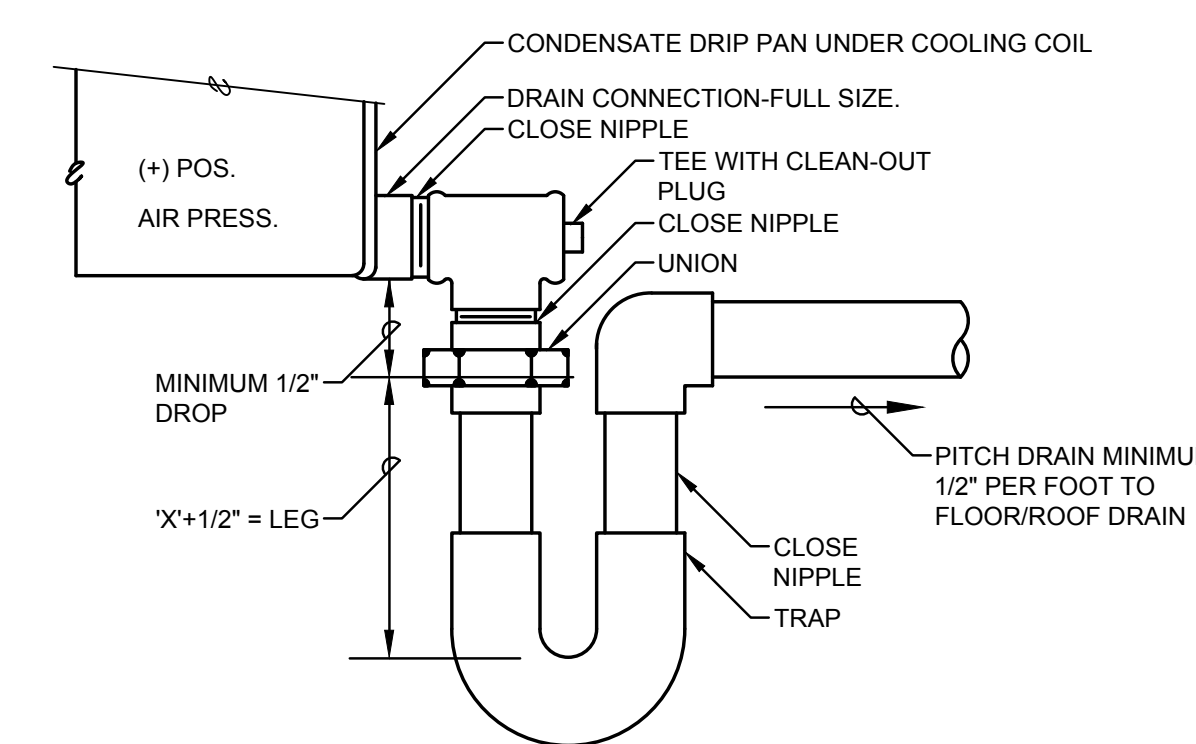 CONDENSATE DRIP PAN UNDER COOLING COIL
DRAIN CONNECTION-FULL SIZE.
CLOSE NIPPLE
(+) POS.
AIR PRESS.
TEE WITH CLEAN-OUT
PLUG
CLOSE NIPPLE
UNION
MINIMUM 1/2"
DROP
PITCH DRAIN MINIMU
1/2" PER FOOT TO
FLOOR/ROOF DRAIN
'X'+1/2" = LEG
CLOSE
NIPPLE
TRAP